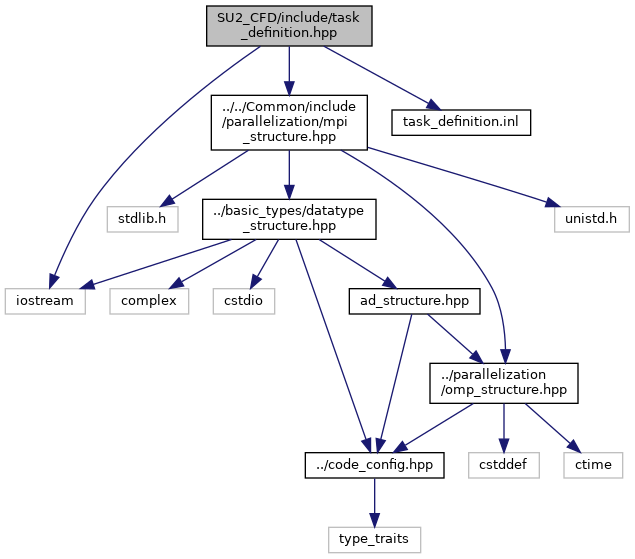 SU2_CFD/include/task
_definition.hpp
../../Common/include
/parallelization/mpi
_structure.hpp
task_definition.inl
stdlib.h
../basic_types/datatype
_structure.hpp
unistd.h
iostream
complex
cstdio
ad_structure.hpp
../parallelization
/omp_structure.hpp
../code_config.hpp
cstddef
ctime
type_traits